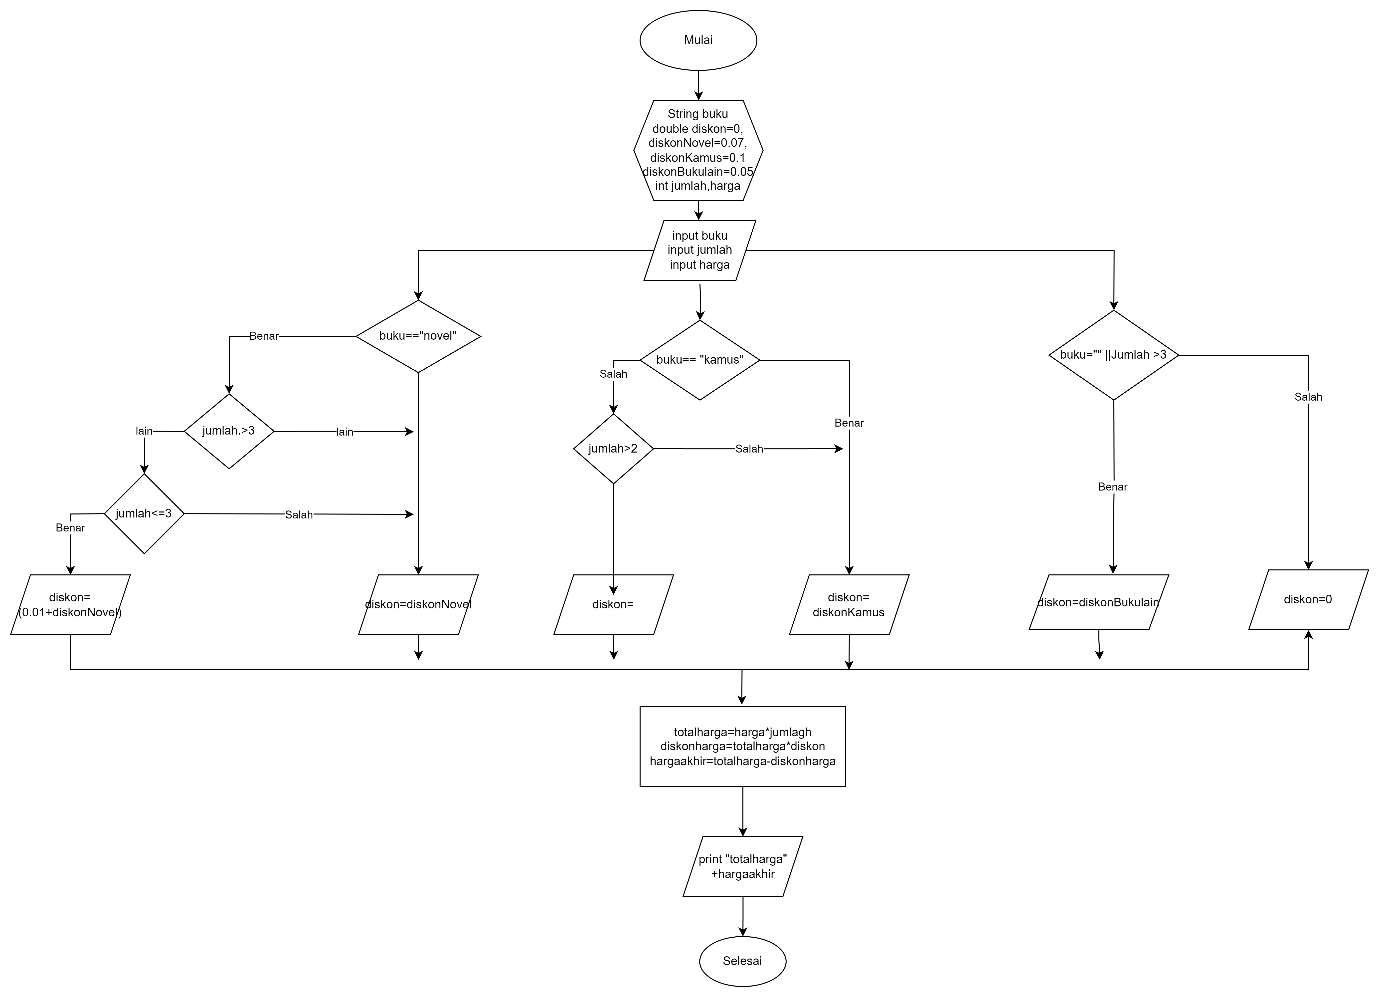 Mulai
String buku
double diskon=0,
diskonNovel=0.07,
diskonKamus=0.1
diskonBukulain=0.05
int jumlah,harga
input buku
input jumlah
input harga
buku=="novel"
Benar
jumlah.>3
lain
lain
jumlah<=3
Benar
Salah
diskon=
(0.01+diskonNovel)
diskon=diskonNovel
buku== "kamus"
Salah
Benar
jumlah>2
Salah
diskon=
diskon=
diskonKamus
buku="" ||Jumlah >3
Salah
Benar
diskon=diskonBukulain
diskon=0
totalharga=harga*jumlagh
diskonharga=totalharga*diskon
hargaakhir=totalharga-diskonharga
print "totalharga"
+hargaakhir
Selesai